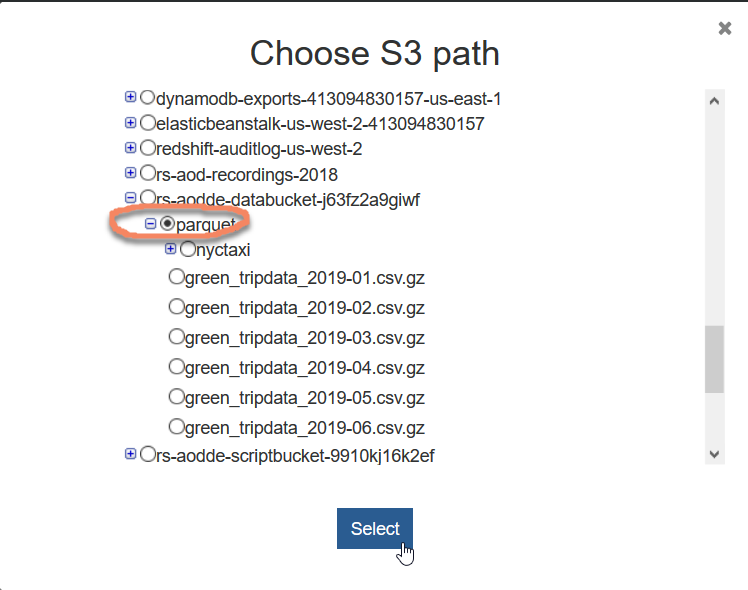 Choose S3 path
dynamodb-exports-413094830157-us-east-1
elasticbeanstalk-us-west-2-413094830157
redshift-auditlog-us-west-2
rs-aod-recordings-2018
rs-aodde-databucket-j63fz2a9giwf
parquet
nyctaxi
green_tripdata_2019-01.csv.gz
green_tripdata_2019-02.csv.gz
green_tripdata_2019-03.csv.gz
green_tripdata_2019-04.csv.gz
green_tripdata_2019-05.csv.gz
green_tripdata_2019-06.csv.gz
rs-aodde-scriptbucket-9910kj16k2ef
Select